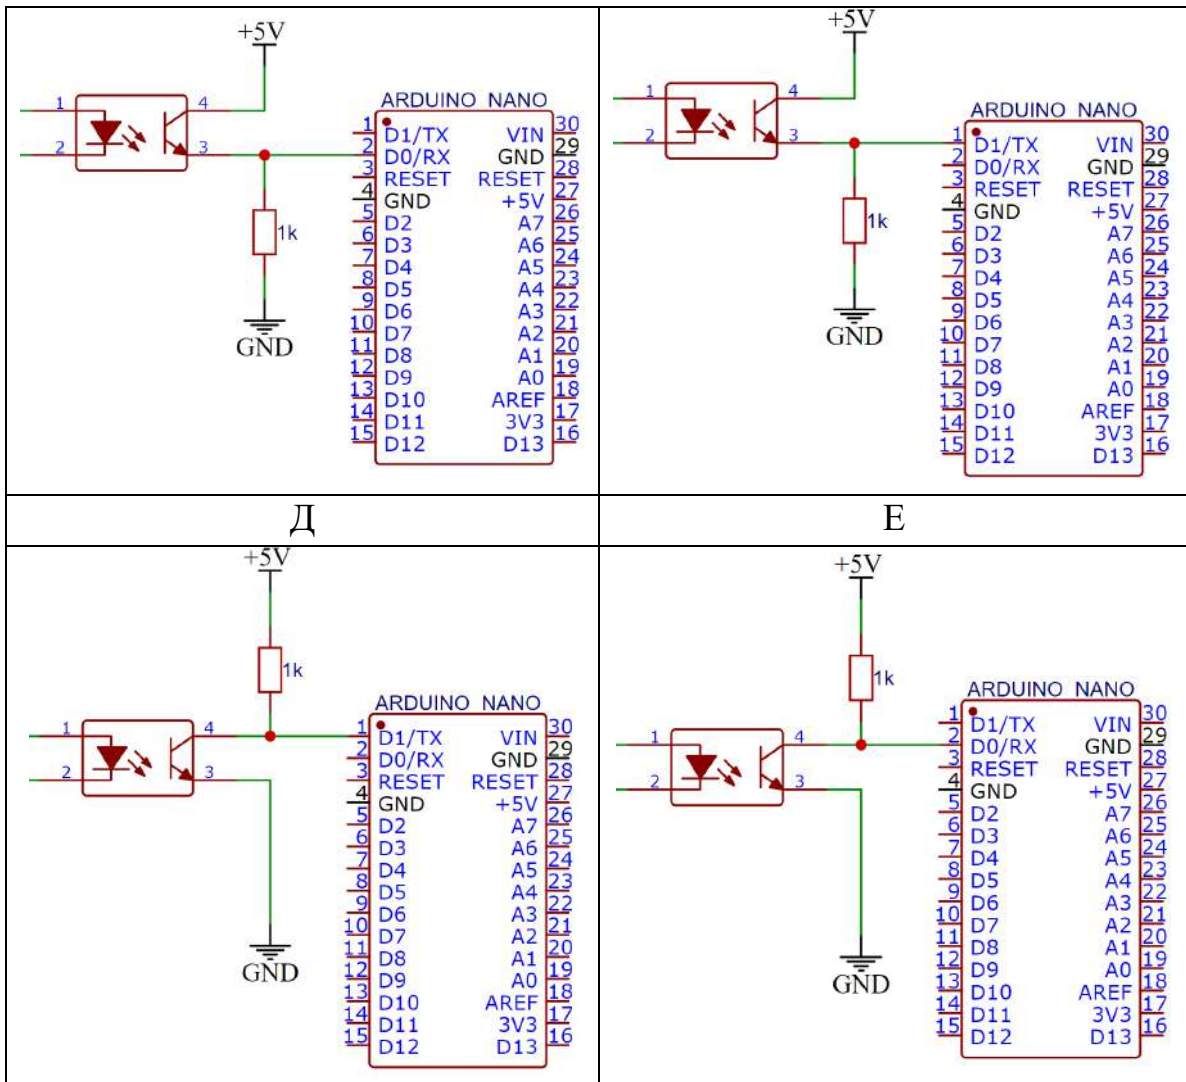 +5V
1 4
2 3
1k
GND
ARDUINO NANO
1 D1/TX VIN 30
2 D0/RX GND 29
3 RESET RESET 28
4 GND +5V 27
5 D2 A7 26
6 D3 A6 25
7 D4 A5 24
8 D5 A4 23
9 D6 A3 22
10 D7 A2 21
11 D8 A1 20
12 D9 A0 19
13 D10 AREF 18
14 D11 3V3 17
15 D12 D13 16
+5V
1 4
2 3
1k
GND
ARDUINO NANO
1 D1/TX VIN 30
2 D0/RX GND 29
3 RESET RESET 28
4 GND +5V 27
5 D2 A7 26
6 D3 A6 25
7 D4 A5 24
8 D5 A4 23
9 D6 A3 22
10 D7 A2 21
11 D8 A1 20
12 D9 A0 19
13 D10 AREF 18
14 D11 3V3 17
15 D12 D13 16
Д
Е
+5V
1k
1 4
2 3
GND
ARDUINO NANO
1 D1/TX VIN 30
2 D0/RX GND 29
3 RESET RESET 28
4 GND +5V 27
5 D2 A7 26
6 D3 A6 25
7 D4 A5 24
8 D5 A4 23
9 D6 A3 22
10 D7 A2 21
11 D8 A1 20
12 D9 A0 19
13 D10 AREF 18
14 D11 3V3 17
15 D12 D13 16
+5V
1k
1 4
2 3
GND
ARDUINO NANO
1 D1/TX VIN 30
2 D0/RX GND 29
3 RESET RESET 28
4 GND +5V 27
5 D2 A7 26
6 D3 A6 25
7 D4 A5 24
8 D5 A4 23
9 D6 A3 22
10 D7 A2 21
11 D8 A1 20
12 D9 A0 19
13 D10 AREF 18
14 D11 3V3 17
15 D12 D13 16